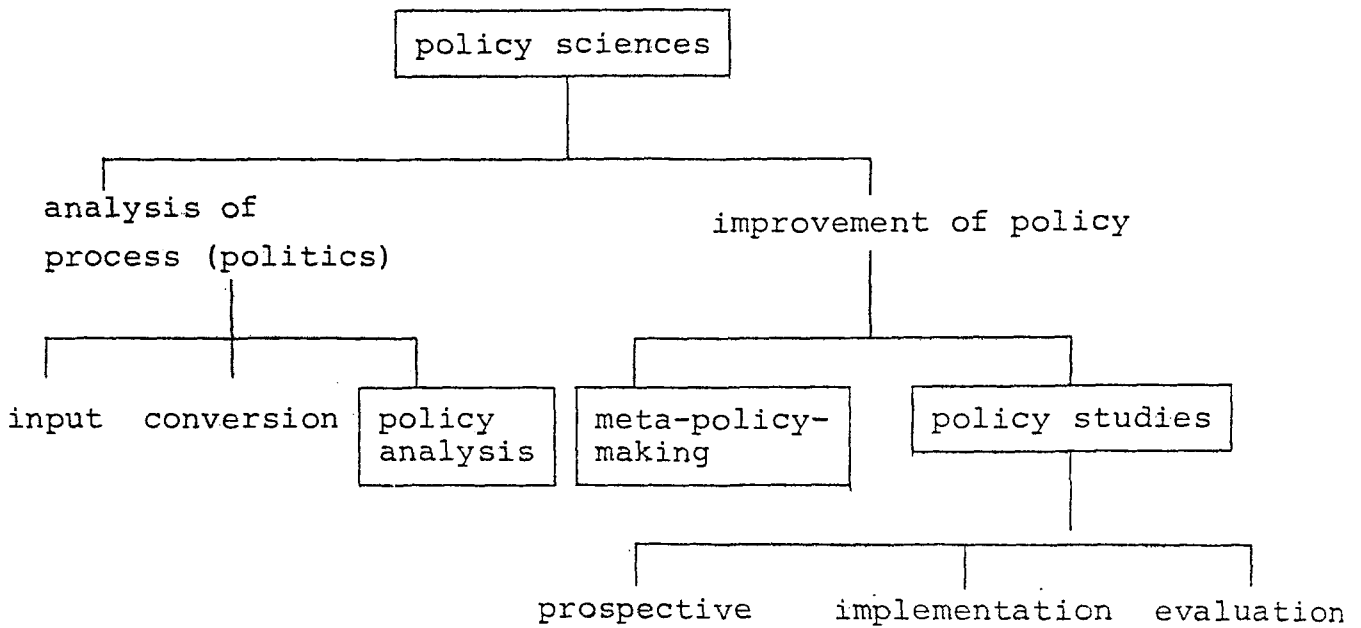 policy sciences
analysis of
process (politics)
improvement of policy
input
conversion
policy
analysis
meta-policy-
making
policy studies
prospective
implementation
evaluation